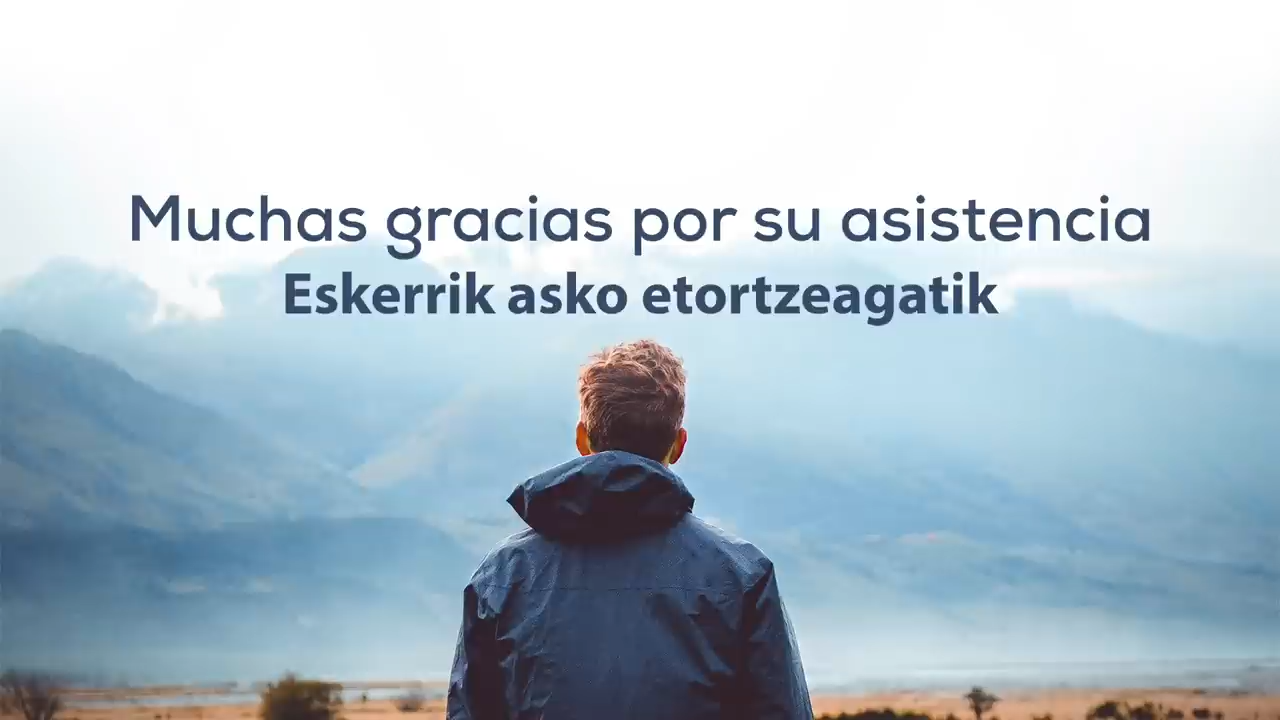 Muchas gracias por su asistencia
Eskerrik asko etortzeagatik